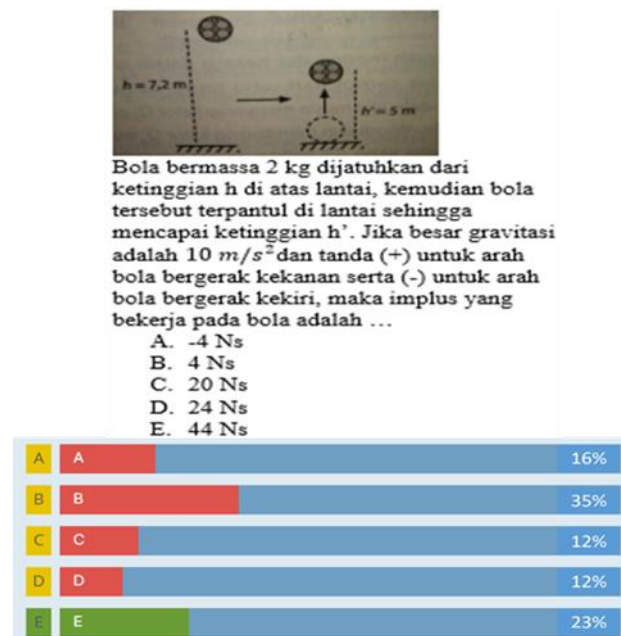 h = 7,2 m
h' = 5 m
Bola bermassa 2 kg dijatuhkan dari
ketinggian h di atas lantai, kemudian bola
tersebut terpantul di lantai sehingga
mencapai ketinggian h’. Jika besar gravitasi
adalah 10 m/s² dan tanda (+) untuk arah
bola bergerak kekanan serta (-) untuk arah
bola bergerak kekiri, maka implus yang
bekerja pada bola adalah …
A. -4 Ns
B. 4 Ns
C. 20 Ns
D. 24 Ns
E. 44 Ns
A A 16%
B B 35%
C C 12%
D D 12%
E E 23%